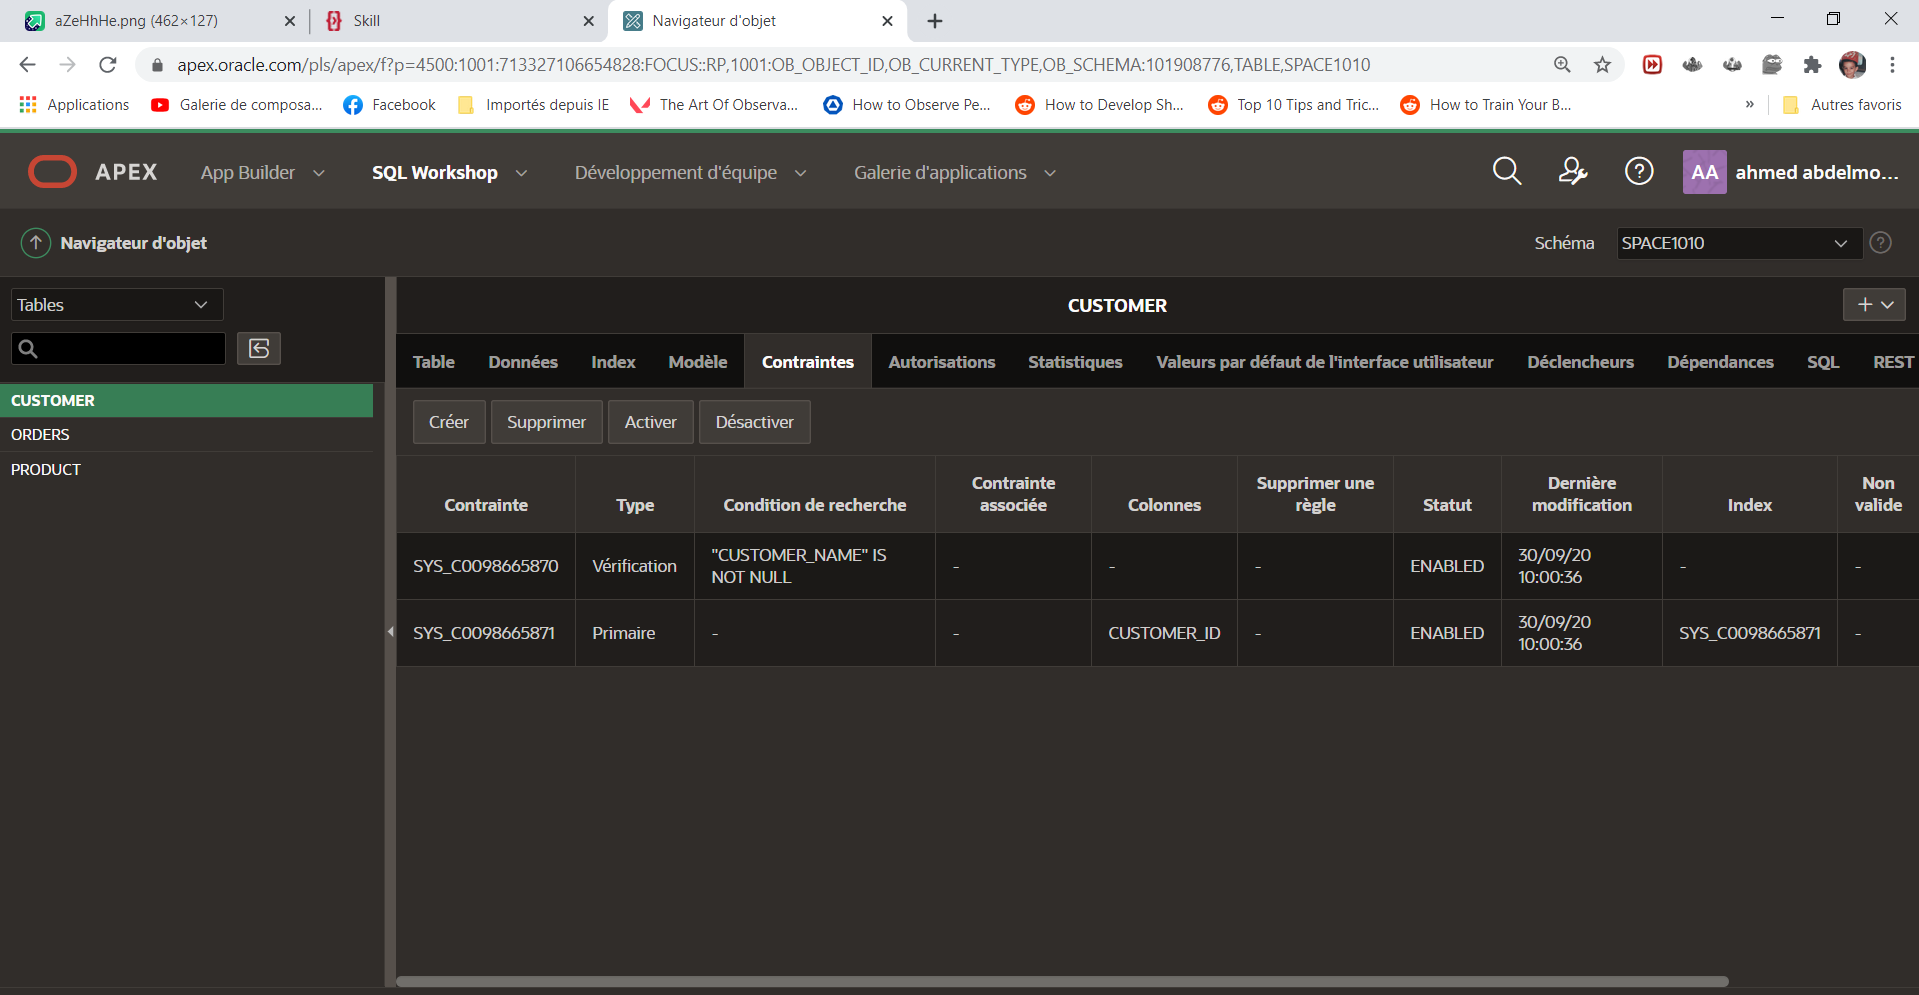 aZeHhHe.png (462×127)
Skill
Navigateur d'objet
apex.oracle.com/pls/apex/f?p=4500:1001:713327106654828:FOCUS::RP,1001:OB_OBJECT_ID,OB_CURRENT_TYPE,OB_SCHEMA:101908776,TABLE,SPACE1010
Applications
Galerie de composa...
Facebook
Importés depuis IE
The Art Of Observa...
How to Observe Pe...
How to Develop Sh...
Top 10 Tips and Tric...
How to Train Your B...
»
Autres favoris
APEX
App Builder
SQL Workshop
Développement d'équipe
Galerie d'applications
AA
ahmed abdelmo...
Navigateur d'objet
Schéma
SPACE1010
Tables
CUSTOMER
ORDERS
PRODUCT
CUSTOMER
Table
Données
Index
Modèle
Contraintes
Autorisations
Statistiques
Valeurs par défaut de l'interface utilisateur
Déclencheurs
Dépendances
SQL
REST
Créer
Supprimer
Activer
Désactiver
Contrainte
Type
Condition de recherche
Contrainte
associée
Colonnes
Supprimer une
règle
Statut
Dernière
modification
Index
Non
valide
SYS_C0098665870
Vérification
"CUSTOMER_NAME" IS
NOT NULL
-
-
-
ENABLED
30/09/20
10:00:36
-
-
SYS_C0098665871
Primaire
-
-
CUSTOMER_ID
-
ENABLED
30/09/20
10:00:36
SYS_C0098665871
-